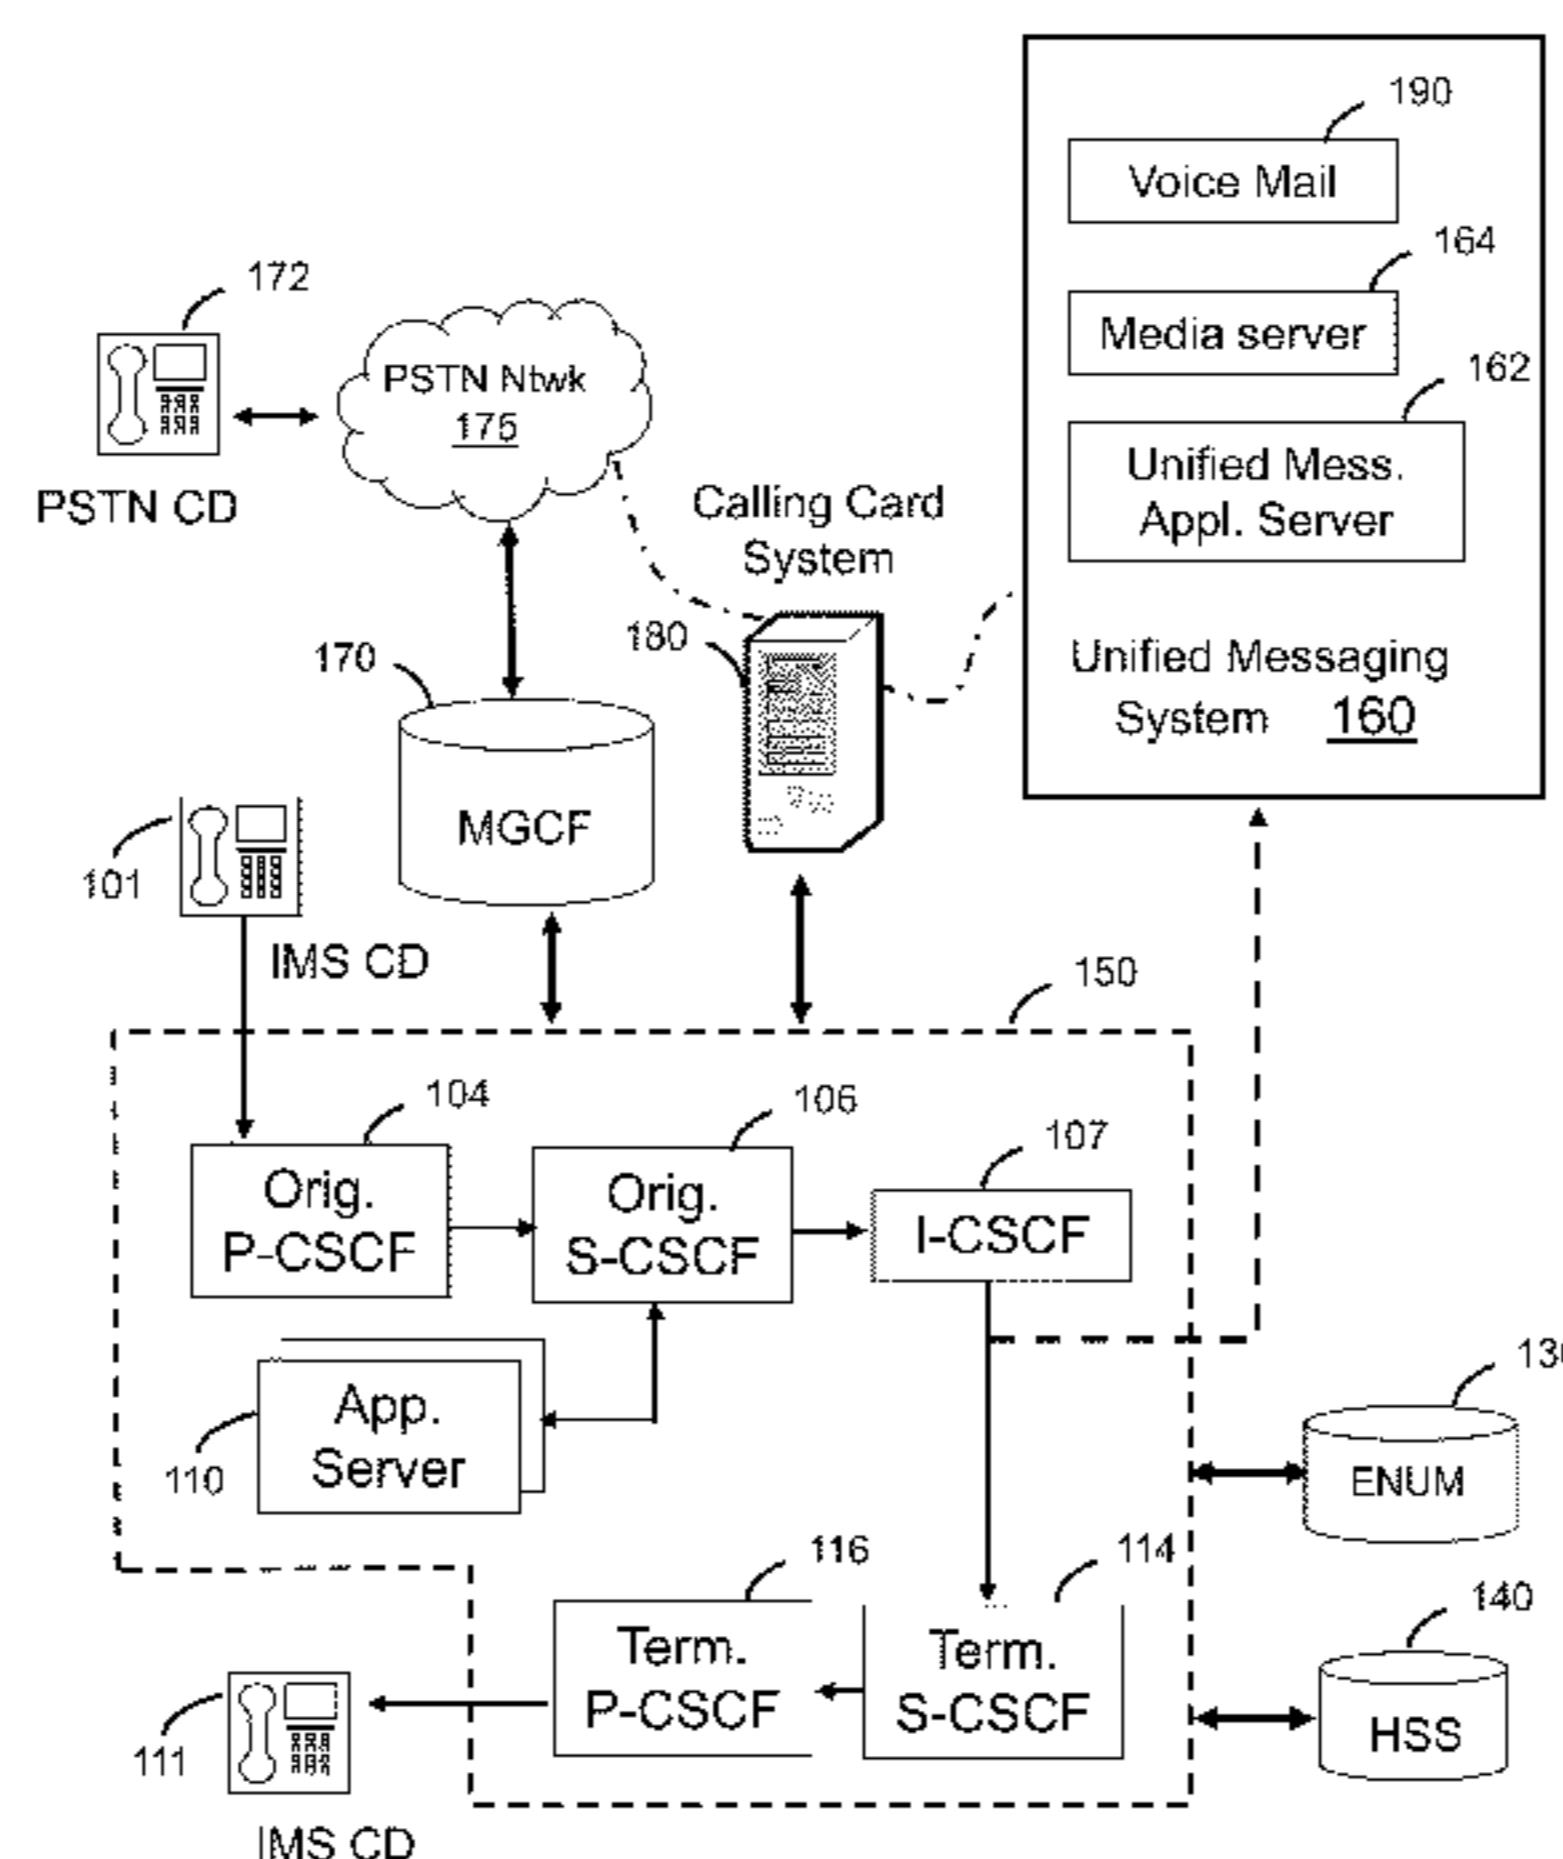 190
Voice Mail
164
Media server
162
Unified Mess.
Appl. Server
Unified Messaging
System 160
172
PSTN CD
PSTN Ntwk
175
Calling Card
System
180
170
MGCF
101
IMS CD
150
104
Orig.
P-CSCF
106
Orig.
S-CSCF
107
I-CSCF
App.
Server
110
ENUM
116
Term.
P-CSCF
114
Term.
S-CSCF
140
HSS
111
IMS CD